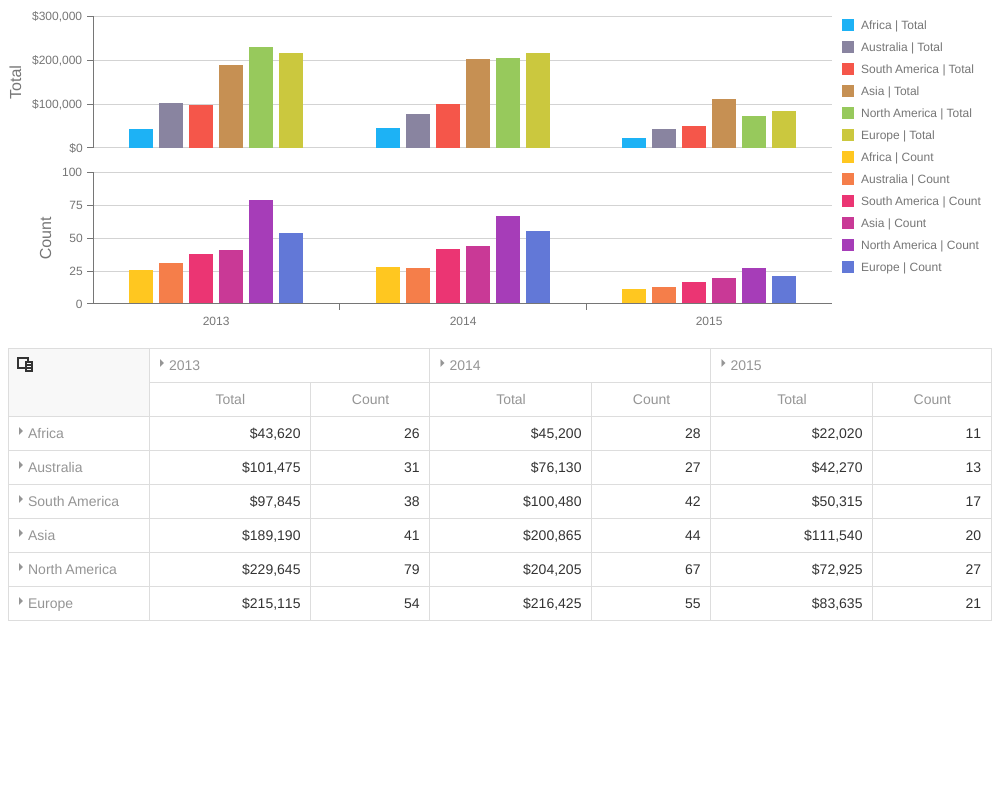 $300,000
$200,000
$100,000
$0
Total
100
75
50
25
0
Count
2013 2014 2015
Africa | Total
Australia | Total
South America | Total
Asia | Total
North America | Total
Europe | Total
Africa | Count
Australia | Count
South America | Count
Asia | Count
North America | Count
Europe | Count
2013 2014 2015
Total Count Total Count Total Count
Africa $43,620 26 $45,200 28 $22,020 11
Australia $101,475 31 $76,130 27 $42,270 13
South America $97,845 38 $100,480 42 $50,315 17
Asia $189,190 41 $200,865 44 $111,540 20
North America $229,645 79 $204,205 67 $72,925 27
Europe $215,115 54 $216,425 55 $83,635 21